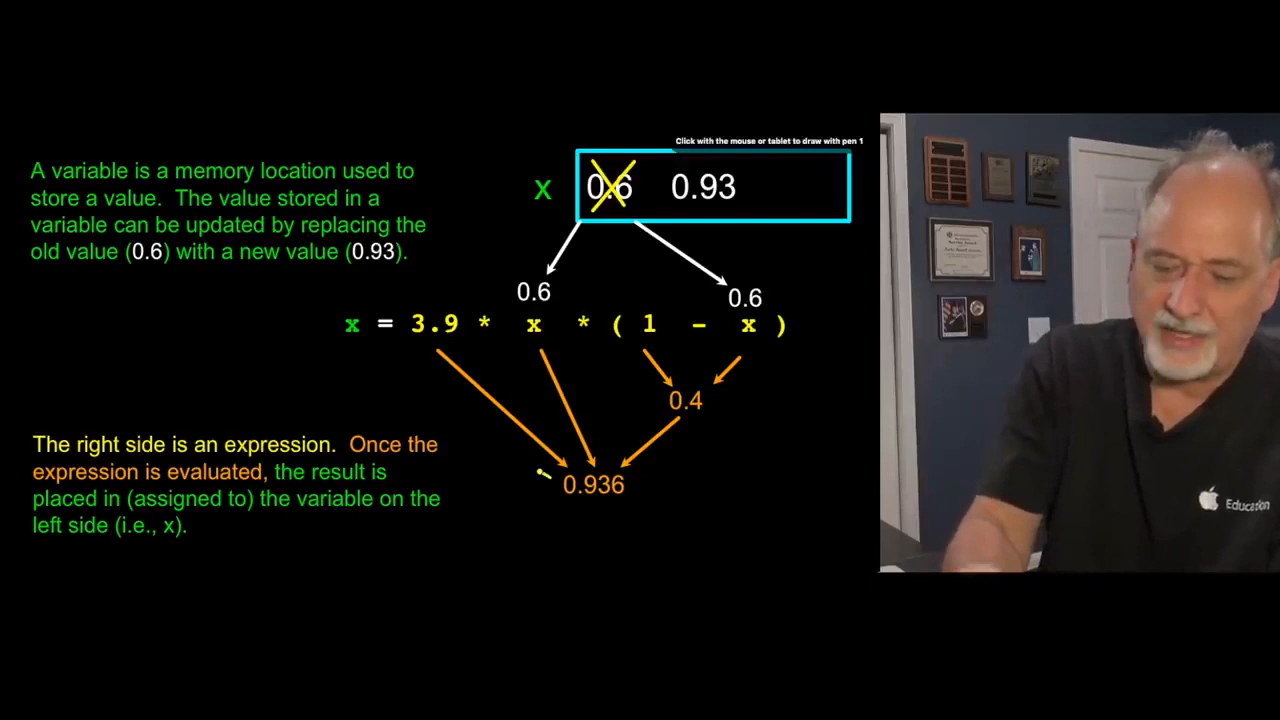 Click with the mouse or tablet to draw with pen 1
A variable is a memory location used to
store a value. The value stored in a
variable can be updated by replacing the
old value (0.6) with a new value (0.93).
x 0.6 0.93
0.6 0.6
x = 3.9 * x * ( 1 - x )
0.4
The right side is an expression. Once the
expression is evaluated, the result is
placed in (assigned to) the variable on the
left side (i.e., x).
0.936
Education